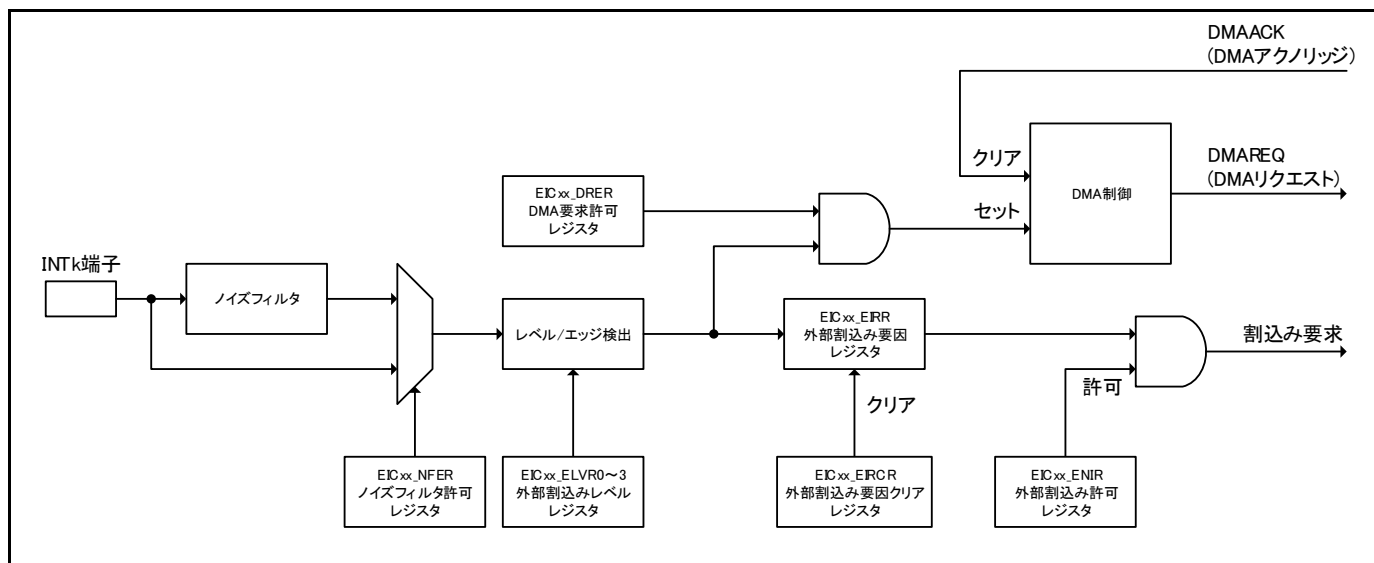 DMAACK
(DMAアクノリッジ)
クリア
DMAREQ
(DMAリクエスト)
DMA制御
EICxx_DRER
DMA要求許可
レジスタ
セット
INTk端子
ノイズフィルタ
レベル/エッジ検出
EICxx_EIRR
外部割込み要因
レジスタ
割込み要求
許可
クリア
EICxx_NFER
ノイズフィルタ許可
レジスタ
EICxx_ELVR0～3
外部割込みレベル
レジスタ
EICxx_EIRCR
外部割込み要因クリア
レジスタ
EICxx_ENIR
外部割込み許可
レジスタ